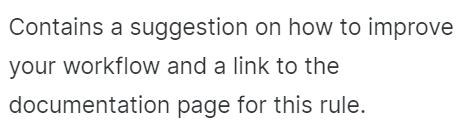 Contains a suggestion on how to improve
your workflow and a link to the
documentation page for this rule.